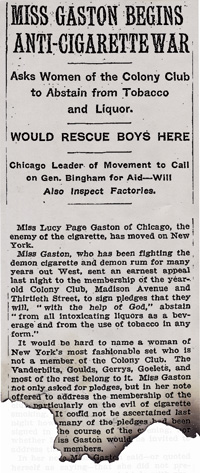 MISS GASTON BEGINS
ANTI-CIGARETTE WAR
Asks Women of the Colony Club
to Abstain from Tobacco
and Liquor.
WOULD RESCUE BOYS HERE
Chicago Leader of Movement to Call
on Gen. Bingham for Aid—Will
Also Inspect Factories.
Miss Lucy Page Gaston of Chicago, the
enemy of the cigarette, has moved on New
York.
Miss Gaston, who has been fighting the
demon cigarette and demon rum for many
years out West, sent an earnest appeal
last night to the membership of the year-
old Colony Club, Madison Avenue and
Thirtieth Street, to sign pledges that they
will, "with the help of God," abstain
"from all intoxicating liquors as a bev-
erage and from the use of tobacco in any
form."
It would be hard to name a woman of
New York's most fashionable set who is
not a member of the Colony Club. The
Vanderbilts, Goulds, Gerrys, Goelets, and
most of the rest belong to it. Miss Gaston
not only asked for pledges, but in her note
offered to address the membership of the
particularly on the evil of cigarette
It could not be ascertained last
many of the pledges had been
the course of the
iss Gaston would
members.